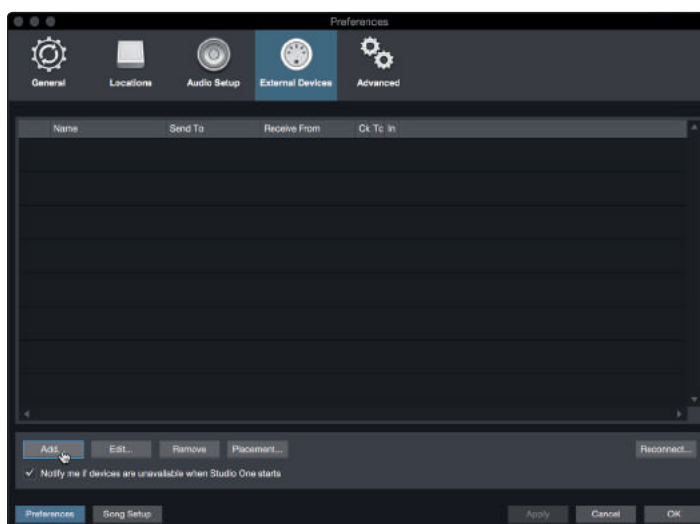 Preferences
General Locations Audio Setup External Devices Advanced
Name Send To Receive From Ck Tc In
Add... Edit... Remove Placement... Reconnect...
Notify me if devices are unavailable when Studio One starts
Preferences Song Setup Apply Cancel OK